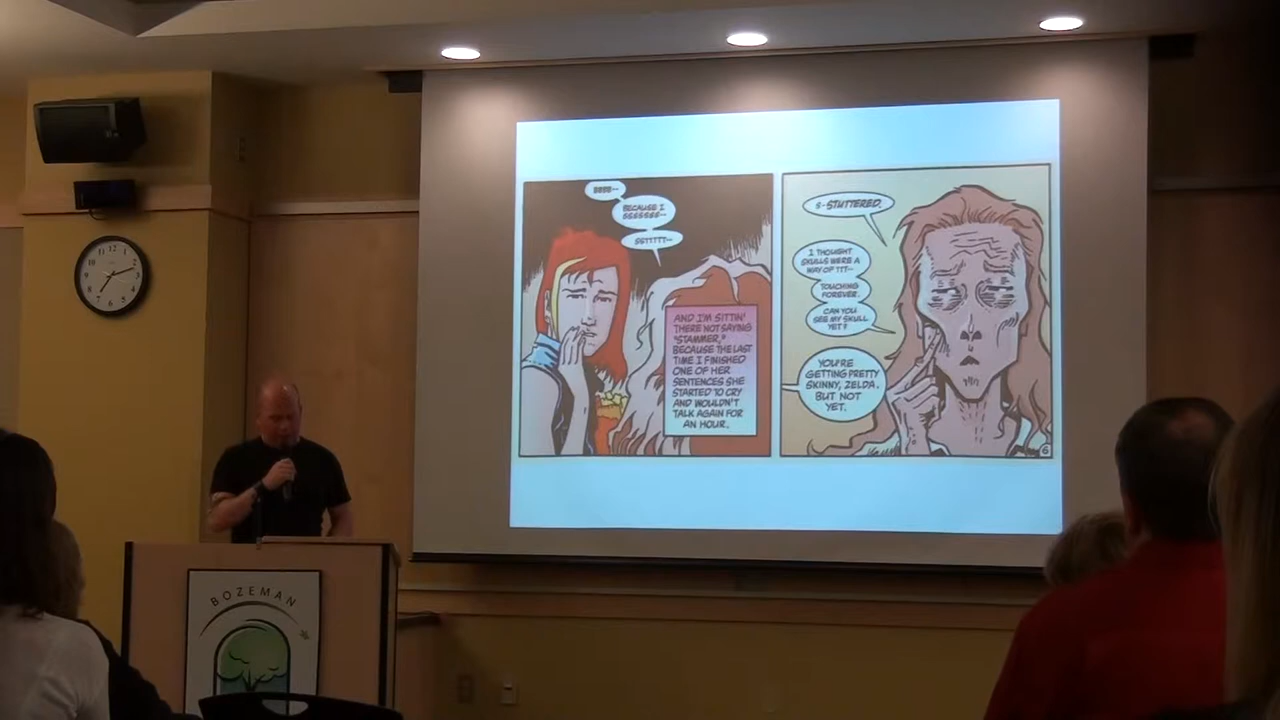 BECAUSE I
SSSSSSS--
SSTTTTT--
AND I'M SITTIN'
THERE NOT SAYING
"STAMMER,"
BECAUSE THE LAST
TIME I FINISHED
ONE OF HER
SENTENCES SHE
STARTED TO CRY
AND WOULDN'T
TALK AGAIN FOR
AN HOUR.
S-STUTTERED.
I THOUGHT
SKULLS WERE A
WAY OF TTT--
TOUCHING
FOREVER.
CAN YOU
SEE MY SKULL
YET?
YOU'RE
GETTING PRETTY
SKINNY, ZELDA.
BUT NOT
YET.
6
BOZEMAN